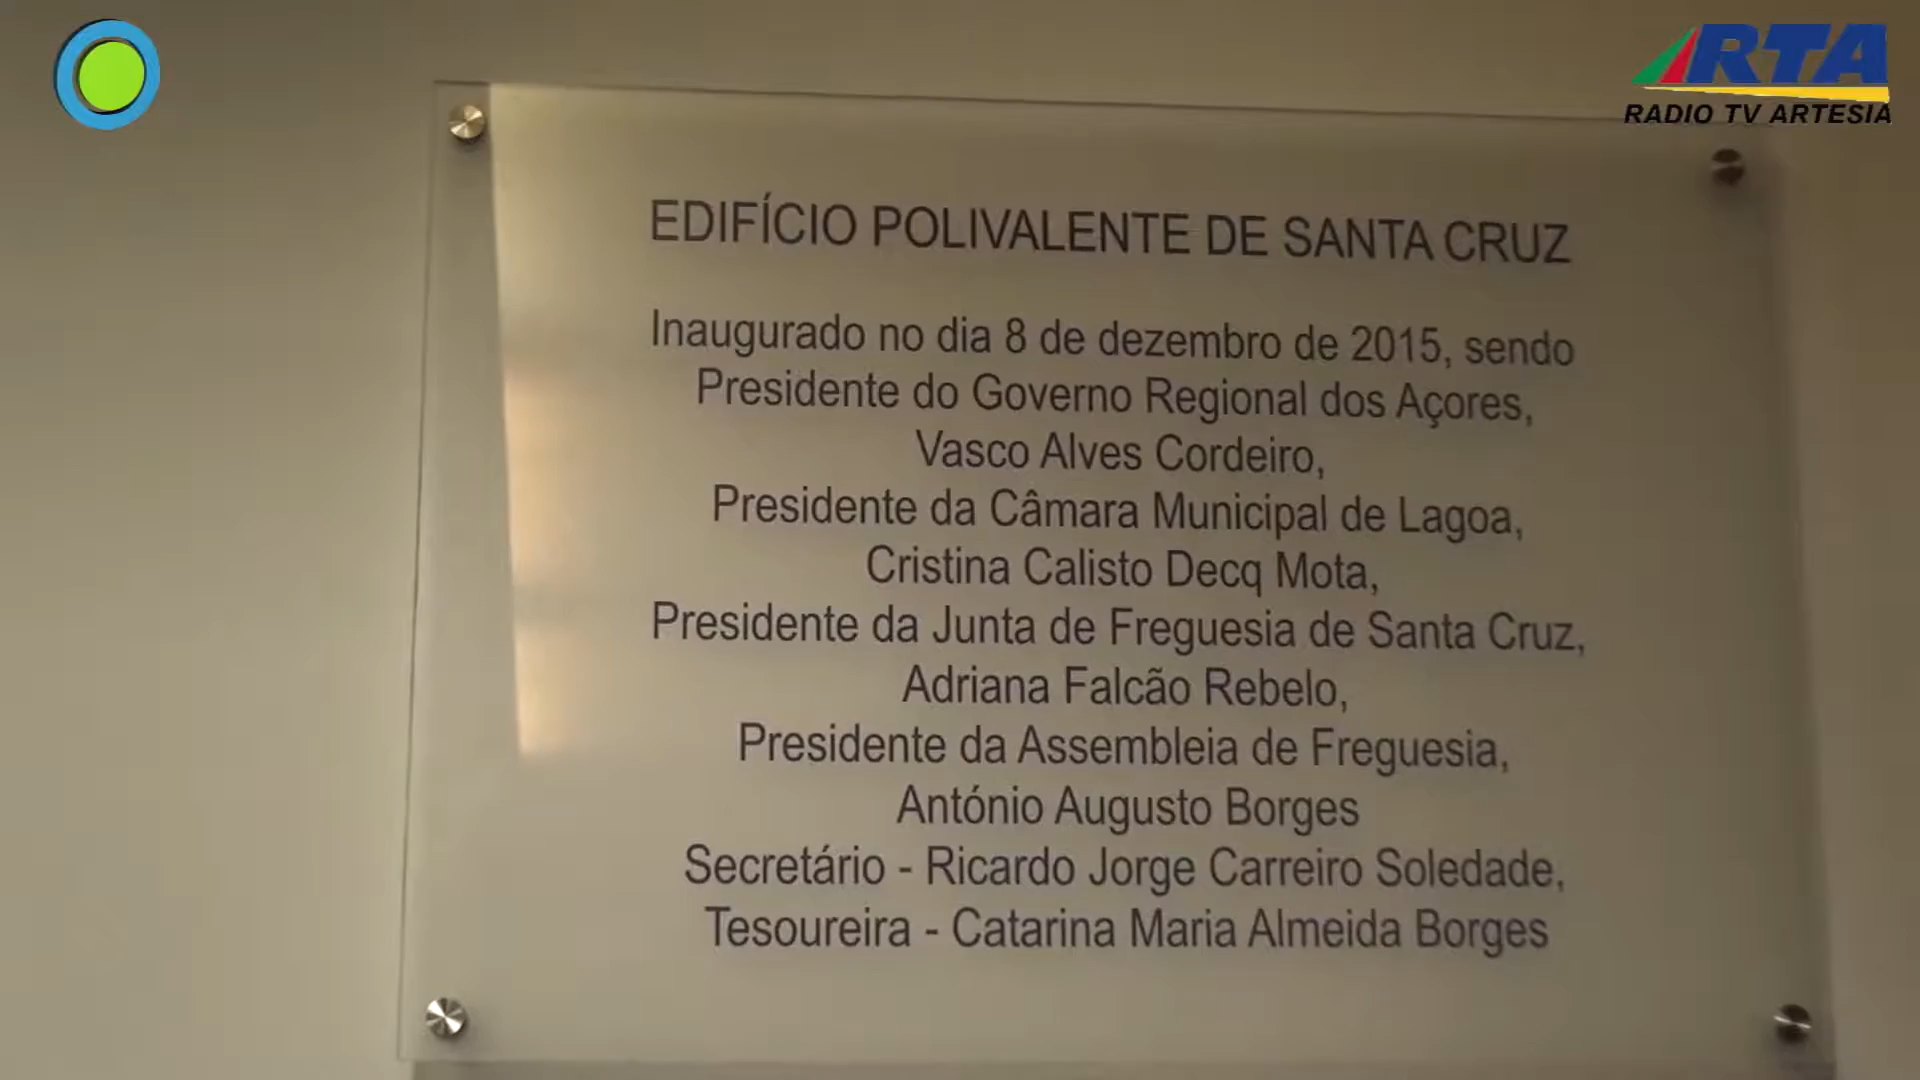 RTA
RADIO TV ARTESIA
EDIFÍCIO POLIVALENTE DE SANTA CRUZ
Inaugurado no dia 8 de dezembro de 2015, sendo
Presidente do Governo Regional dos Açores,
Vasco Alves Cordeiro,
Presidente da Câmara Municipal de Lagoa,
Cristina Calisto Decq Mota,
Presidente da Junta de Freguesia de Santa Cruz,
Adriana Falcão Rebelo,
Presidente da Assembleia de Freguesia,
António Augusto Borges
Secretário - Ricardo Jorge Carreiro Soledade,
Tesoureira - Catarina Maria Almeida Borges